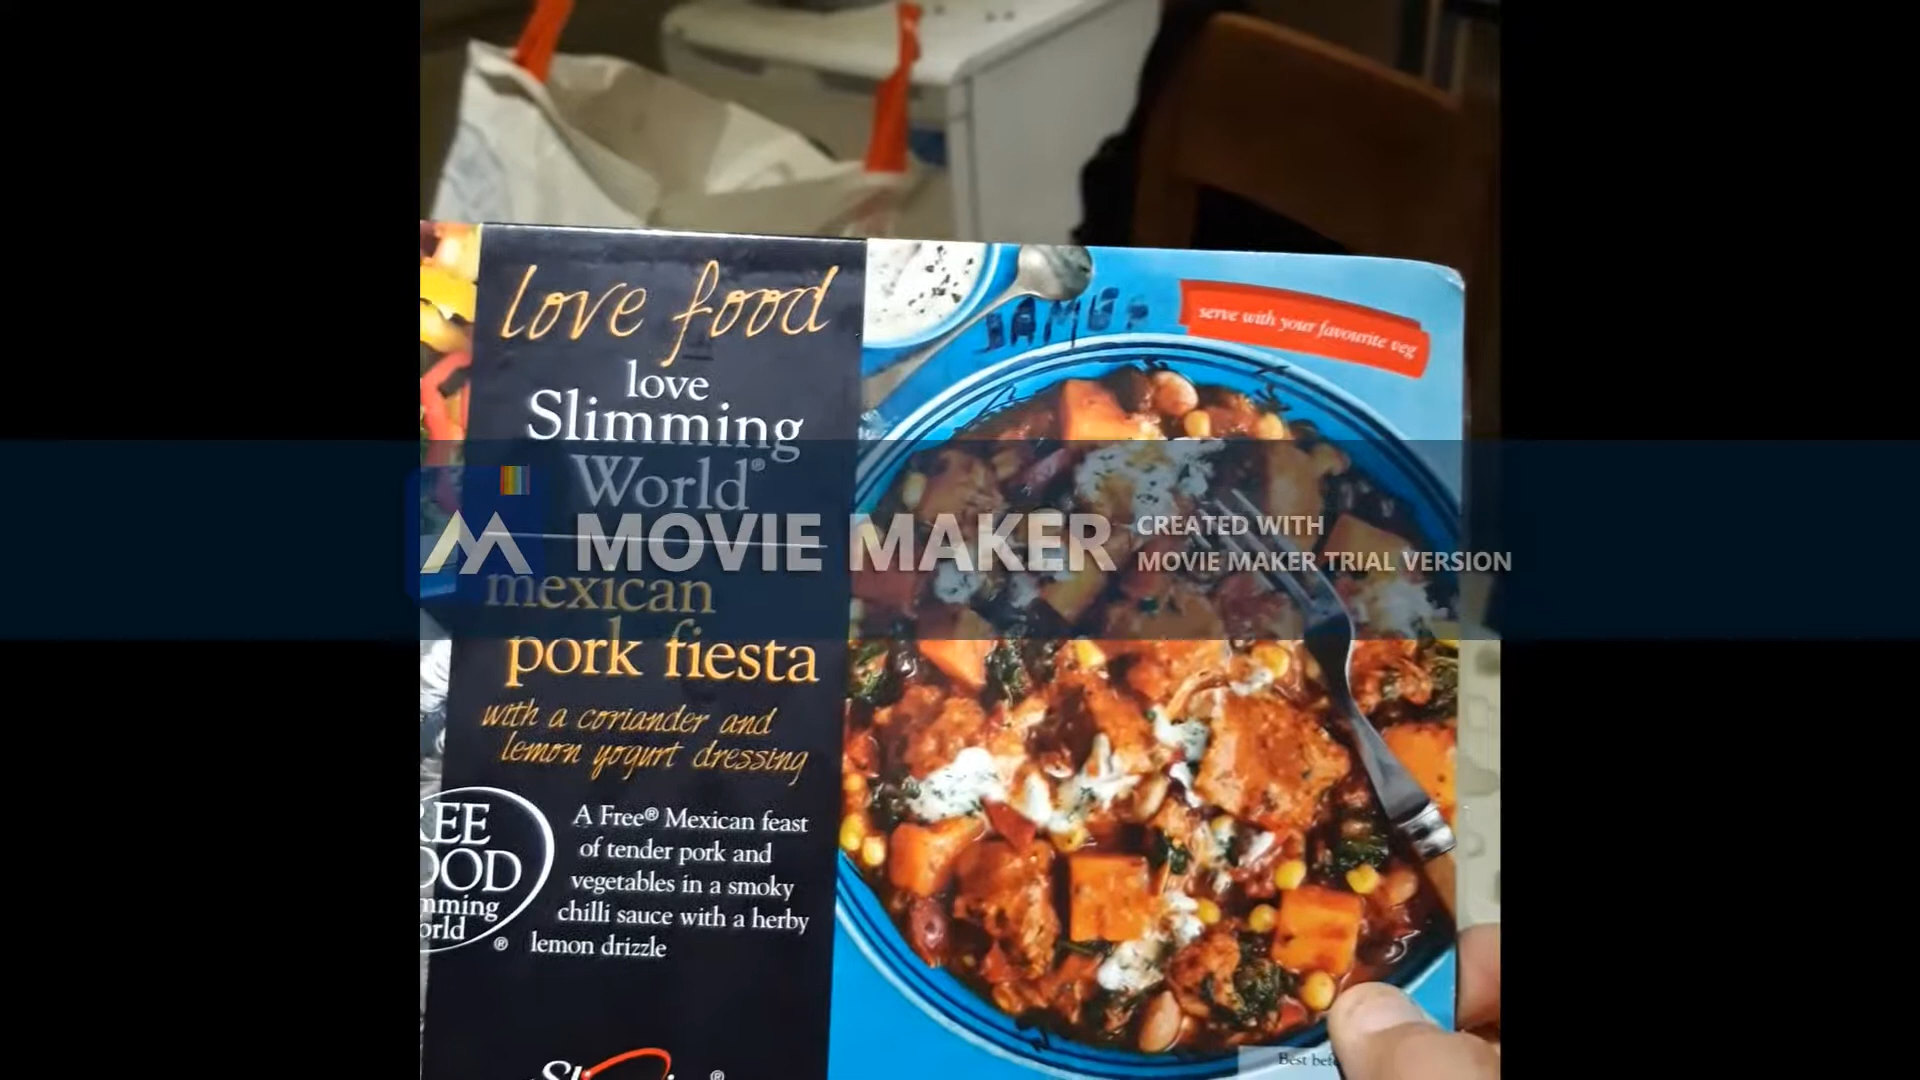 love food
love
Slimming
World®
mexican
pork fiesta
with a coriander and
lemon yogurt dressing
A Free® Mexican feast
of tender pork and
vegetables in a smoky
chilli sauce with a herby
lemon drizzle
®
serve with your favourite veg
MOVIE MAKER
CREATED WITH
MOVIE MAKER TRIAL VERSION
Best